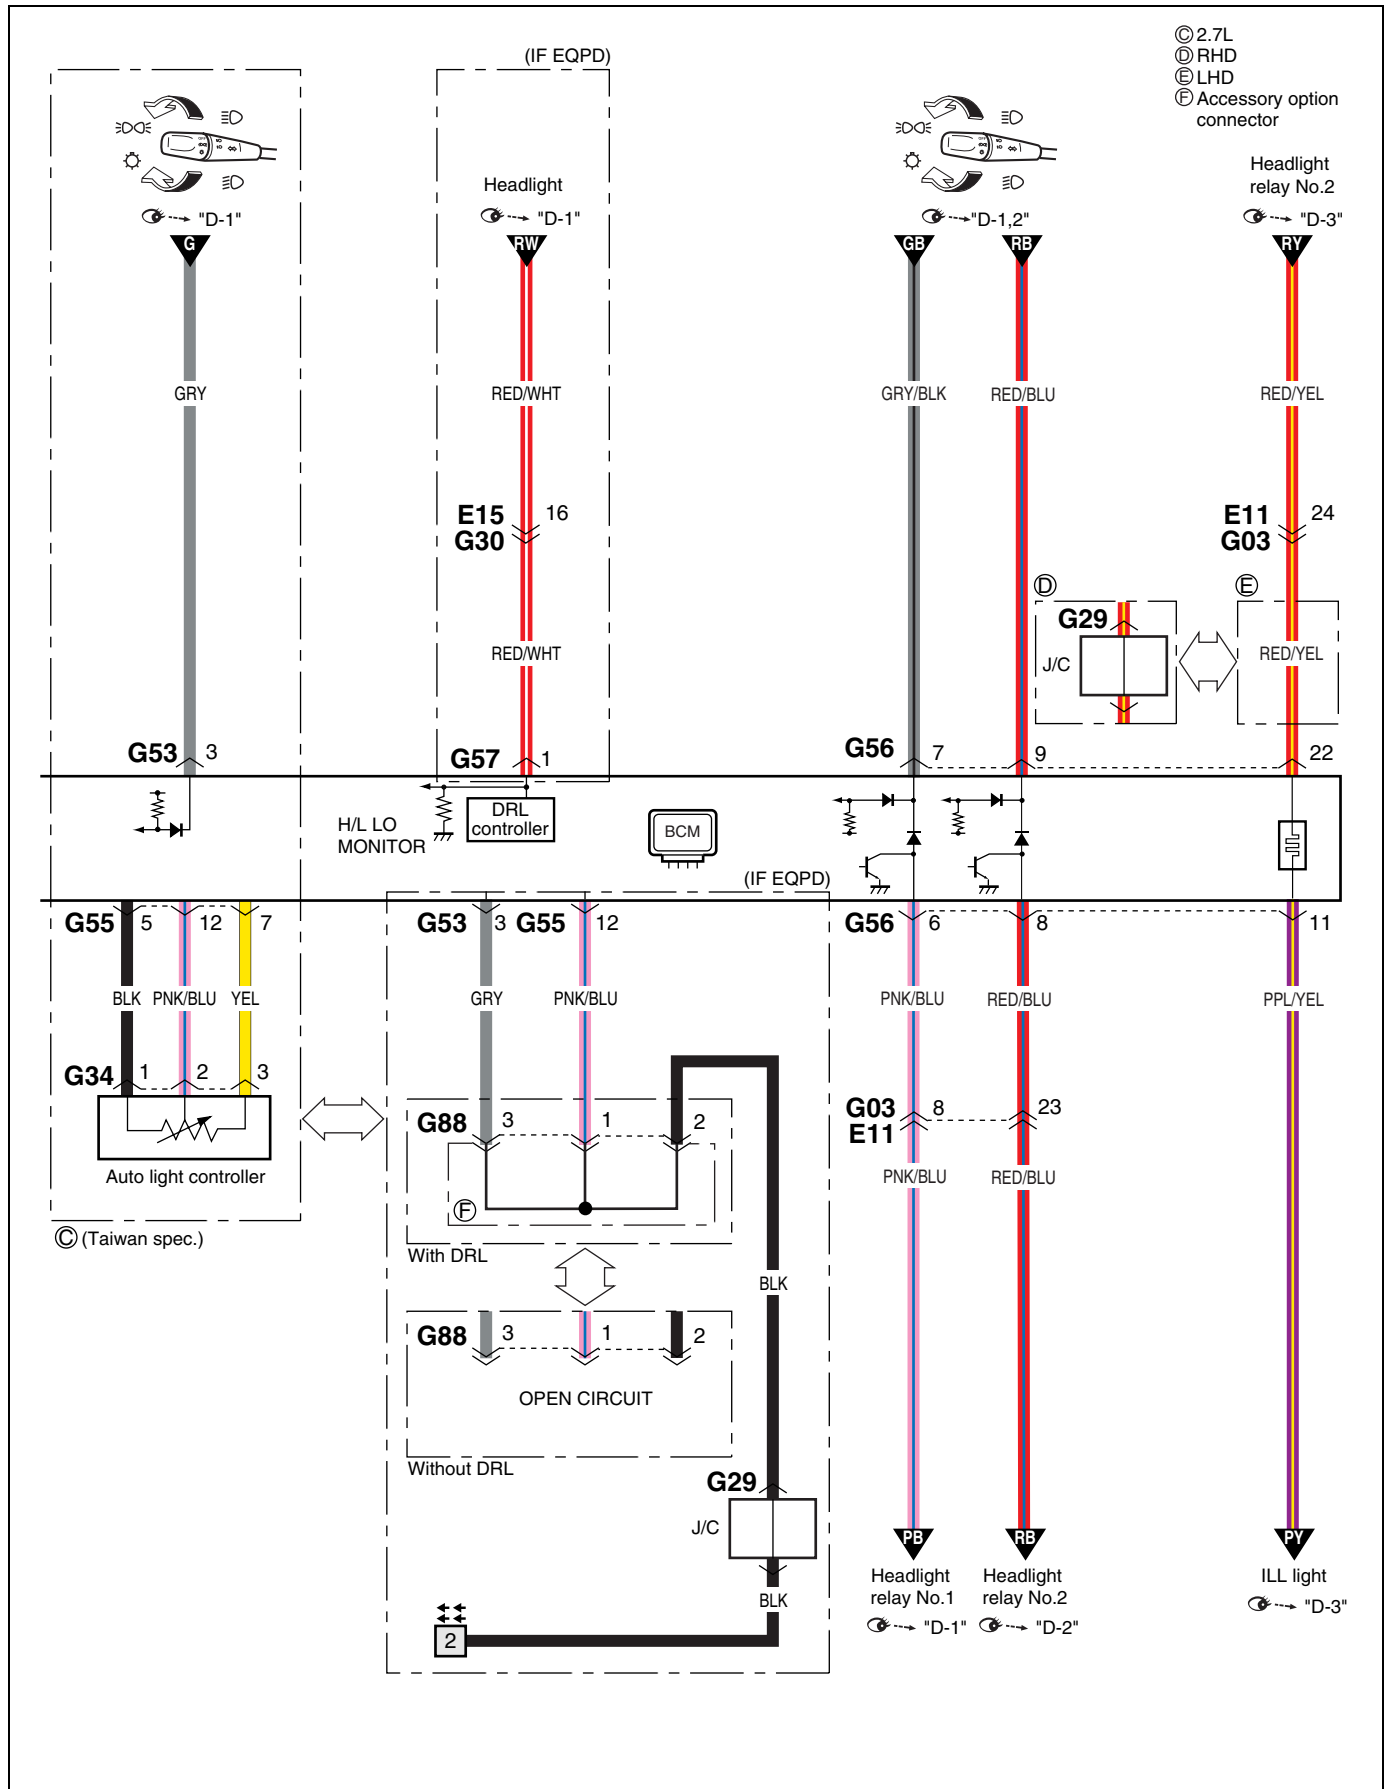 Ⓒ 2.7L
Ⓓ RHD
Ⓔ LHD
Ⓕ Accessory option
connector
(IF EQPD)
Headlight
Headlight
relay No.2
"D-1"
"D-1"
"D-1,2"
"D-3"
G
RW
GB
RB
RY
GRY
RED/WHT
GRY/BLK
RED/BLU
RED/YEL
E15 16
G30
E11 24
G03
Ⓓ
Ⓔ
G29
J/C
RED/WHT
RED/YEL
G53 3
G57 1
G56 7 9 22
H/L LO
MONITOR
DRL
controller
BCM
(IF EQPD)
G55 5 12 7
G53 3
G55 12
G56 6 8 11
BLK
PNK/BLU
YEL
GRY
PNK/BLU
PNK/BLU
RED/BLU
PPL/YEL
G34 1 2 3
G88 3 1 2
G03 8 23
E11
Auto light controller
PNK/BLU
RED/BLU
Ⓕ
Ⓒ (Taiwan spec.)
With DRL
BLK
G88 3 1 2
OPEN CIRCUIT
Without DRL
G29
J/C
PB
RB
PY
Headlight
relay No.1
Headlight
relay No.2
ILL light
BLK
"D-1"
"D-2"
"D-3"
2